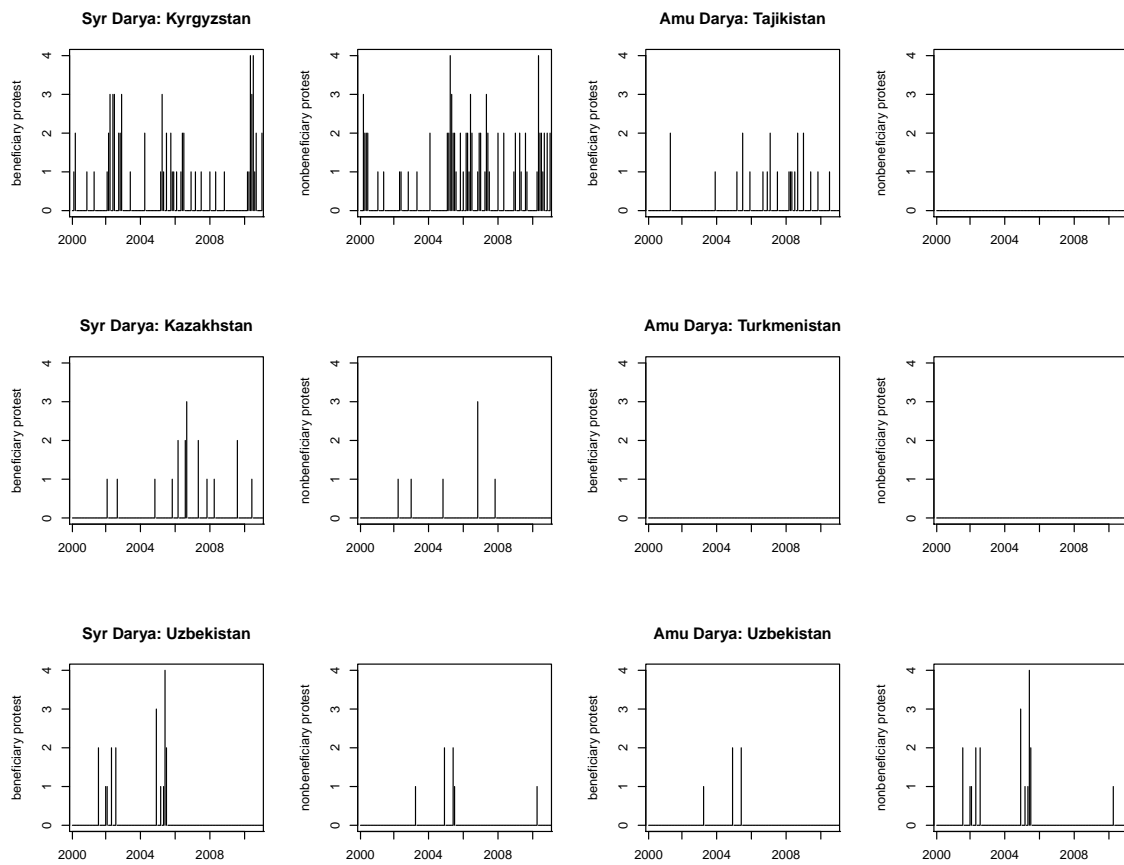 Syr Darya: Kyrgyzstan
beneficiary protest
0 1 2 3 4
2000 2004 2008
nonbeneficiary protest
0 1 2 3 4
2000 2004 2008
Amu Darya: Tajikistan
beneficiary protest
0 1 2 3 4
2000 2004 2008
nonbeneficiary protest
0 1 2 3 4
2000 2004 2008
Syr Darya: Kazakhstan
beneficiary protest
0 1 2 3 4
2000 2004 2008
nonbeneficiary protest
0 1 2 3 4
2000 2004 2008
Amu Darya: Turkmenistan
beneficiary protest
0 1 2 3 4
2000 2004 2008
nonbeneficiary protest
0 1 2 3 4
2000 2004 2008
Syr Darya: Uzbekistan
beneficiary protest
0 1 2 3 4
2000 2004 2008
nonbeneficiary protest
0 1 2 3 4
2000 2004 2008
Amu Darya: Uzbekistan
beneficiary protest
0 1 2 3 4
2000 2004 2008
nonbeneficiary protest
0 1 2 3 4
2000 2004 2008